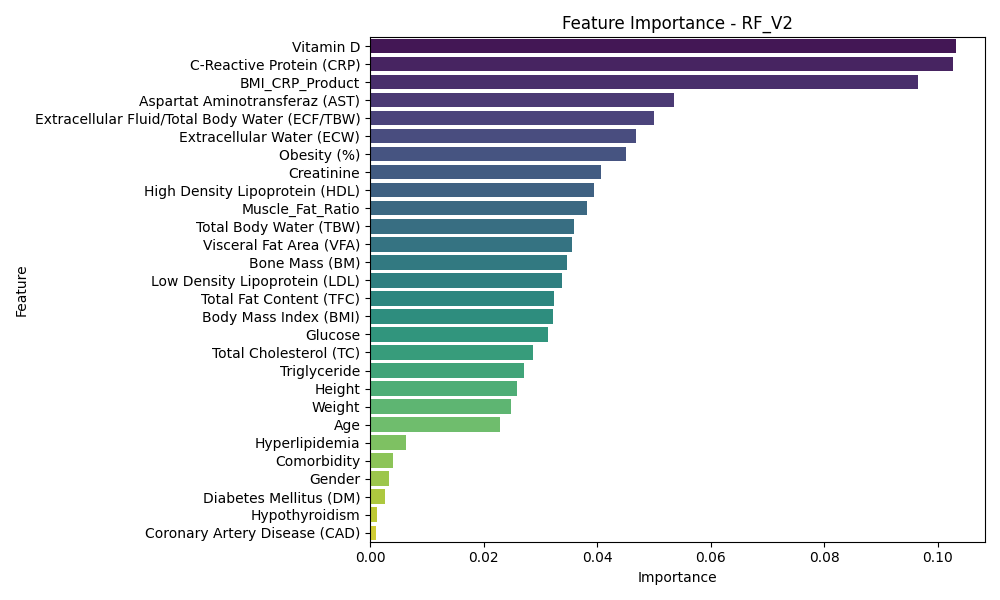 Feature Importance - RF_V2
Vitamin D
C-Reactive Protein (CRP)
BMI_CRP_Product
Aspartat Aminotransferaz (AST)
Extracellular Fluid/Total Body Water (ECF/TBW)
Extracellular Water (ECW)
Obesity (%)
Creatinine
High Density Lipoprotein (HDL)
Muscle_Fat_Ratio
Total Body Water (TBW)
Visceral Fat Area (VFA)
Bone Mass (BM)
Low Density Lipoprotein (LDL)
Total Fat Content (TFC)
Body Mass Index (BMI)
Glucose
Total Cholesterol (TC)
Triglyceride
Height
Weight
Age
Hyperlipidemia
Comorbidity
Gender
Diabetes Mellitus (DM)
Hypothyroidism
Coronary Artery Disease (CAD)
Feature
0.00 0.02 0.04 0.06 0.08 0.10
Importance